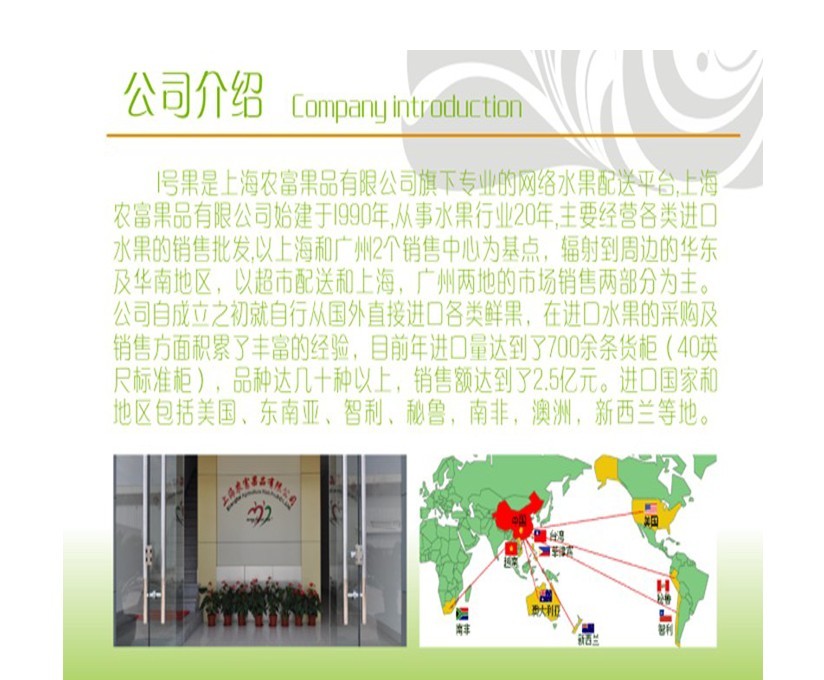 公司介绍 Company introduction
1号果是上海农富果品有限公司旗下专业的网络水果配送平台,上海
农富果品有限公司始建于1990年,从事水果行业20年,主要经营各类进口
水果的销售批发,以上海和广州2个销售中心为基点，辐射到周边的华东
及华南地区，以超市配送和上海，广州两地的市场销售两部分为主。
公司自成立之初就自行从国外直接进口各类鲜果，在进口水果的采购及
销售方面积累了丰富的经验，目前年进口量达到了700余条货柜（40英
尺标准柜），品种达几十种以上，销售额达到了2.5亿元。进口国家和
地区包括美国、东南亚、智利、秘鲁，南非，澳洲，新西兰等地。
上海农富果品有限公司
中国
美国
台湾
越南
菲律宾
澳大利亚
秘鲁
南非
智利
新西兰